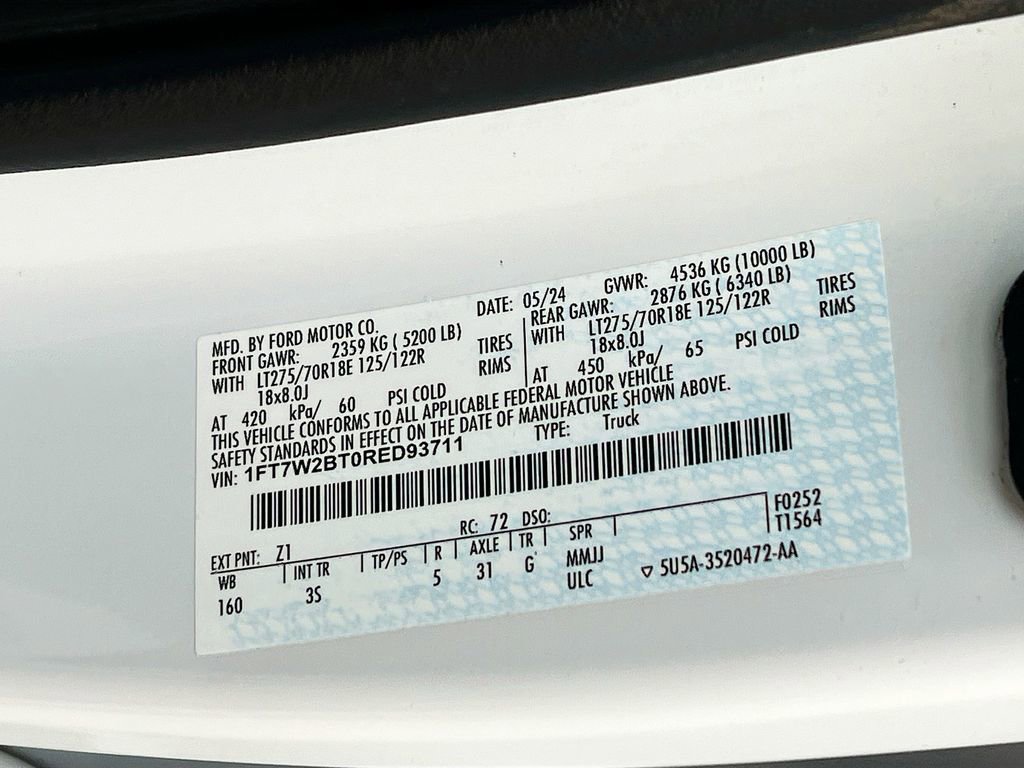 MFD. BY FORD MOTOR CO. DATE: 05/24 GVWR: 4536 KG (10000 LB)
FRONT GAWR: 2359 KG ( 5200 LB) REAR GAWR: 2876 KG ( 6340 LB)
WITH LT275/70R18E 125/122R TIRES WITH LT275/70R18E 125/122R TIRES
18x8.0J RIMS 18x8.0J RIMS
AT 420 kPa/ 60 PSI COLD AT 450 kPa/ 65 PSI COLD
THIS VEHICLE CONFORMS TO ALL APPLICABLE FEDERAL MOTOR VEHICLE
SAFETY STANDARDS IN EFFECT ON THE DATE OF MANUFACTURE SHOWN ABOVE.
VIN: 1FT7W2BT0RED93711 TYPE: Truck
EXT PNT: Z1 RC: 72 DSO: F0252
WB INT TR TP/PS R AXLE TR SPR T1564
160 3S 5 31 G MMJJ
ULC ▽ 5U5A-3520472-AA